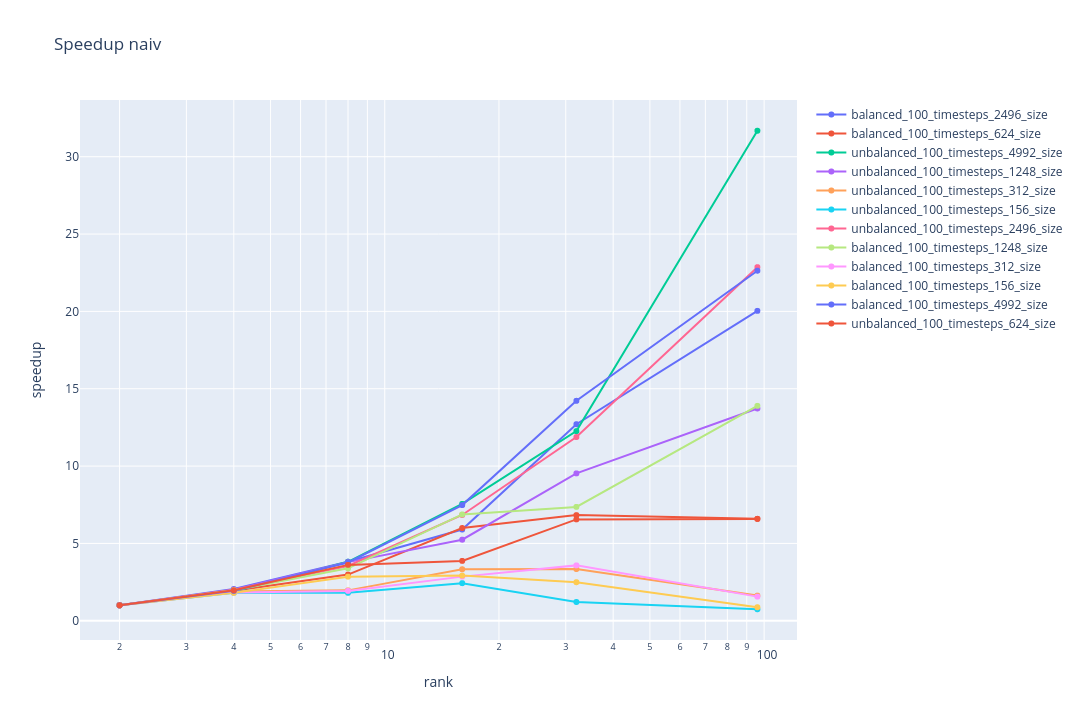 Speedup naiv
30
25
20
15
10
5
0
speedup
2
3
4
5
6
7
8
9
10
2
3
4
5
6
7
8
9
100
rank
balanced_100_timesteps_2496_size
balanced_100_timesteps_624_size
unbalanced_100_timesteps_4992_size
unbalanced_100_timesteps_1248_size
unbalanced_100_timesteps_312_size
unbalanced_100_timesteps_156_size
unbalanced_100_timesteps_2496_size
balanced_100_timesteps_1248_size
balanced_100_timesteps_312_size
balanced_100_timesteps_156_size
balanced_100_timesteps_4992_size
unbalanced_100_timesteps_624_size